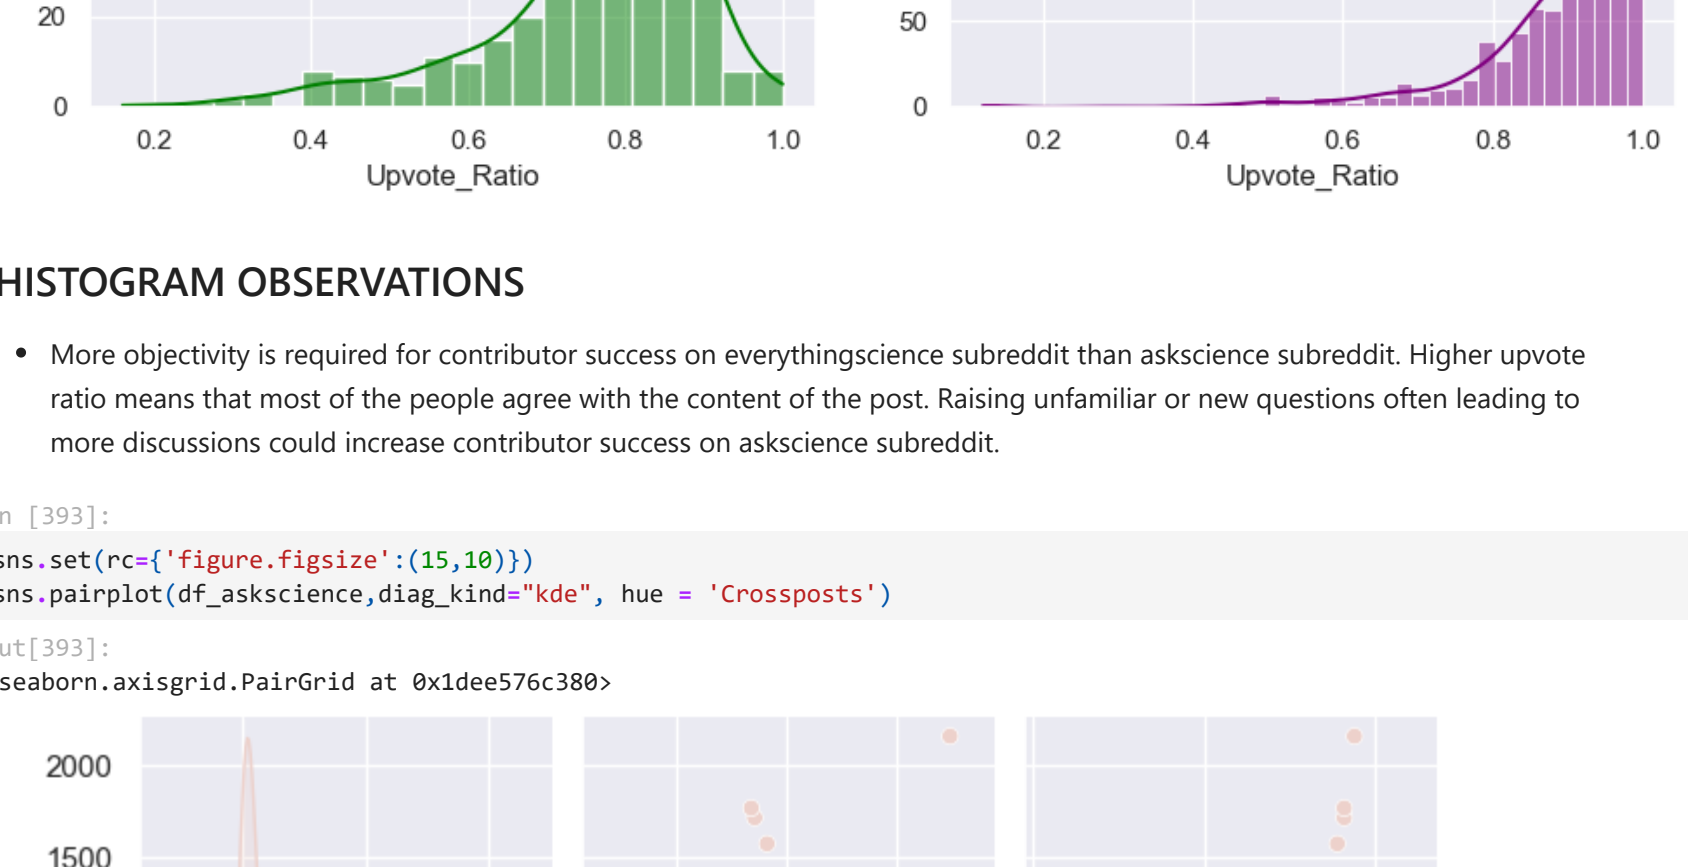 20
50
0
0
0.2 0.4 0.6 0.8 1.0
0.2 0.4 0.6 0.8 1.0
Upvote_Ratio
Upvote_Ratio
HISTOGRAM OBSERVATIONS
• More objectivity is required for contributor success on everythingscience subreddit than askscience subreddit. Higher upvote
ratio means that most of the people agree with the content of the post. Raising unfamiliar or new questions often leading to
more discussions could increase contributor success on askscience subreddit.
n [393]:
sns.set(rc={'figure.figsize':(15,10)})
sns.pairplot(df_askscience,diag_kind="kde", hue = 'Crossposts')
ut[393]:
seaborn.axisgrid.PairGrid at 0x1dee576c380>
2000
1500